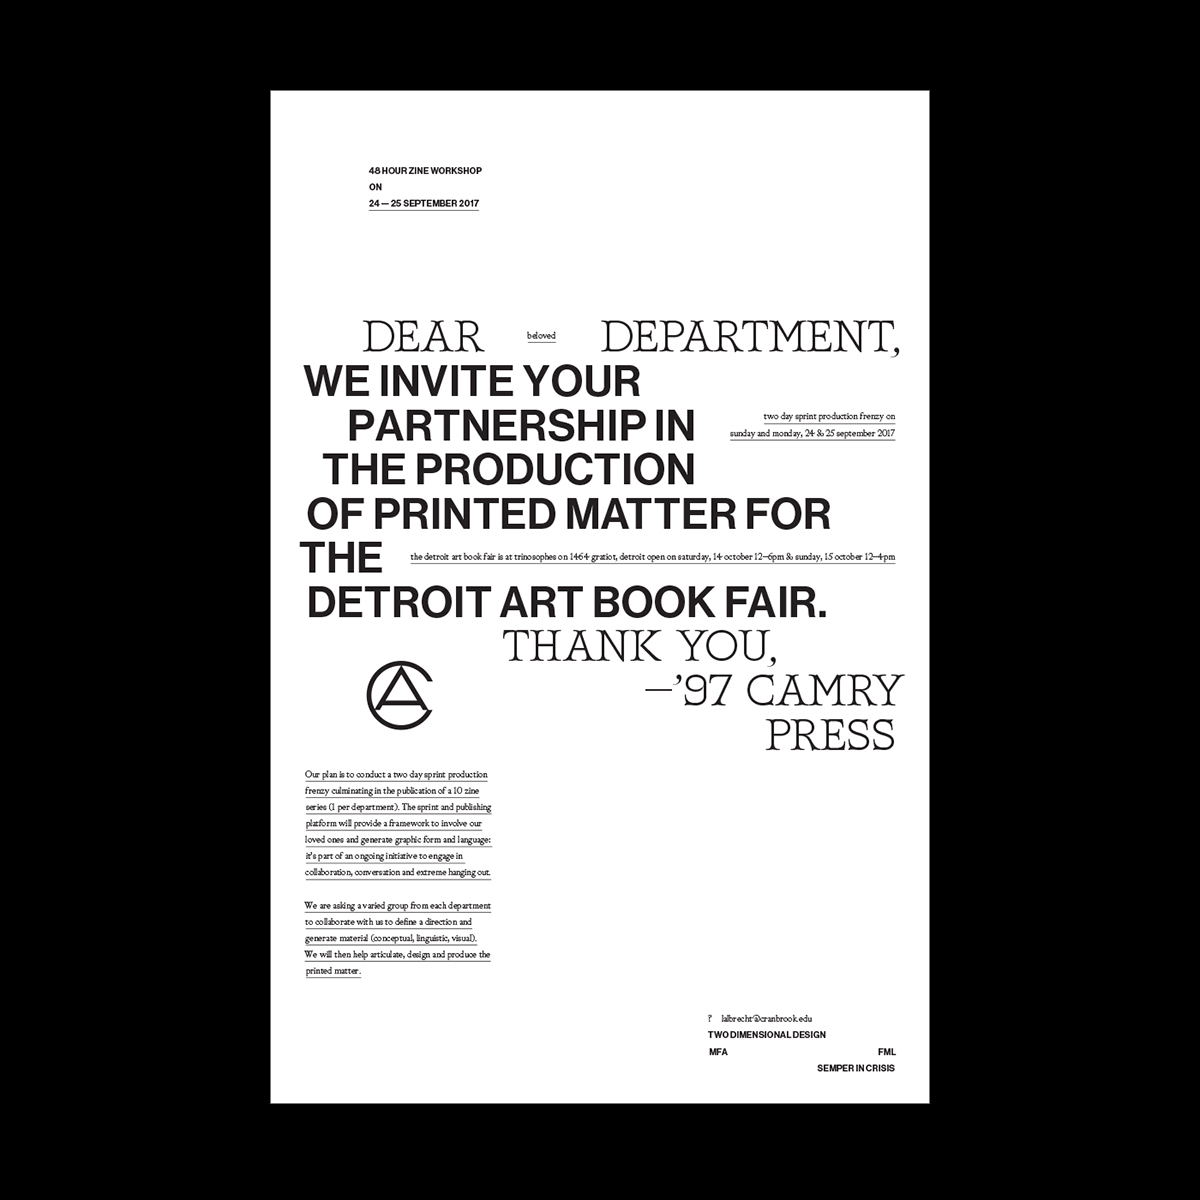 48 HOUR ZINE WORKSHOP
ON
24 — 25 SEPTEMBER 2017
DEAR beloved DEPARTMENT,
WE INVITE YOUR
PARTNERSHIP IN
two day sprint production frenzy on
sunday and monday, 24 & 25 september 2017
THE PRODUCTION
OF PRINTED MATTER FOR
THE the detroit art book fair is at trinosophes on 1464 gratiot, detroit open on saturday, 14 october 12–6pm & sunday, 15 october 12–4pm
DETROIT ART BOOK FAIR.
THANK YOU,
—’97 CAMRY
PRESS
Our plan is to conduct a two day sprint production
frenzy culminating in the publication of a 10 zine
series (1 per department). The sprint and publishing
platform will provide a framework to involve our
loved ones and generate graphic form and language:
it's part of an ongoing initiative to engage in
collaboration, conversation and extreme hanging out.
We are asking a varied group from each department
to collaborate with us to define a direction and
generate material (conceptual, linguistic, visual).
We will then help articulate, design and produce the
printed matter.
? lalbrecht@cranbrook.edu
TWO DIMENSIONAL DESIGN
MFA FML
SEMPER IN CRISIS